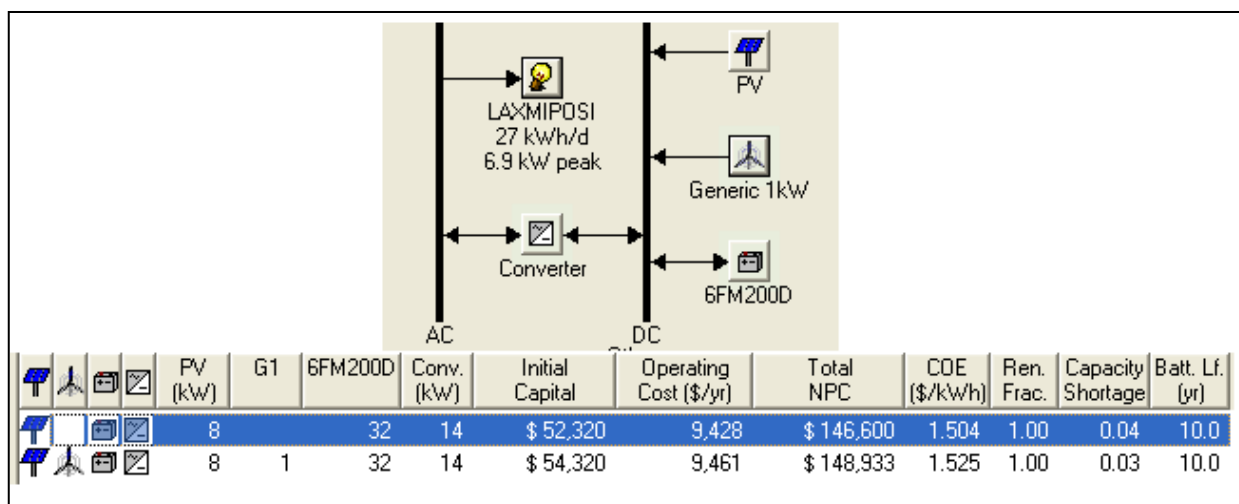 PV
LAXMIPOSI
27 kWh/d
6.9 kW peak
Generic 1kW
Converter
6FM200D
AC DC
PV (kW) G1 6FM200D Conv. (kW) Initial Capital Operating Cost ($/yr) Total NPC COE ($/kWh) Ren. Frac. Capacity Shortage Batt. Lf. (yr)
8 32 14 $ 52,320 9,428 $ 146,600 1.504 1.00 0.04 10.0
8 1 32 14 $ 54,320 9,461 $ 148,933 1.525 1.00 0.03 10.0